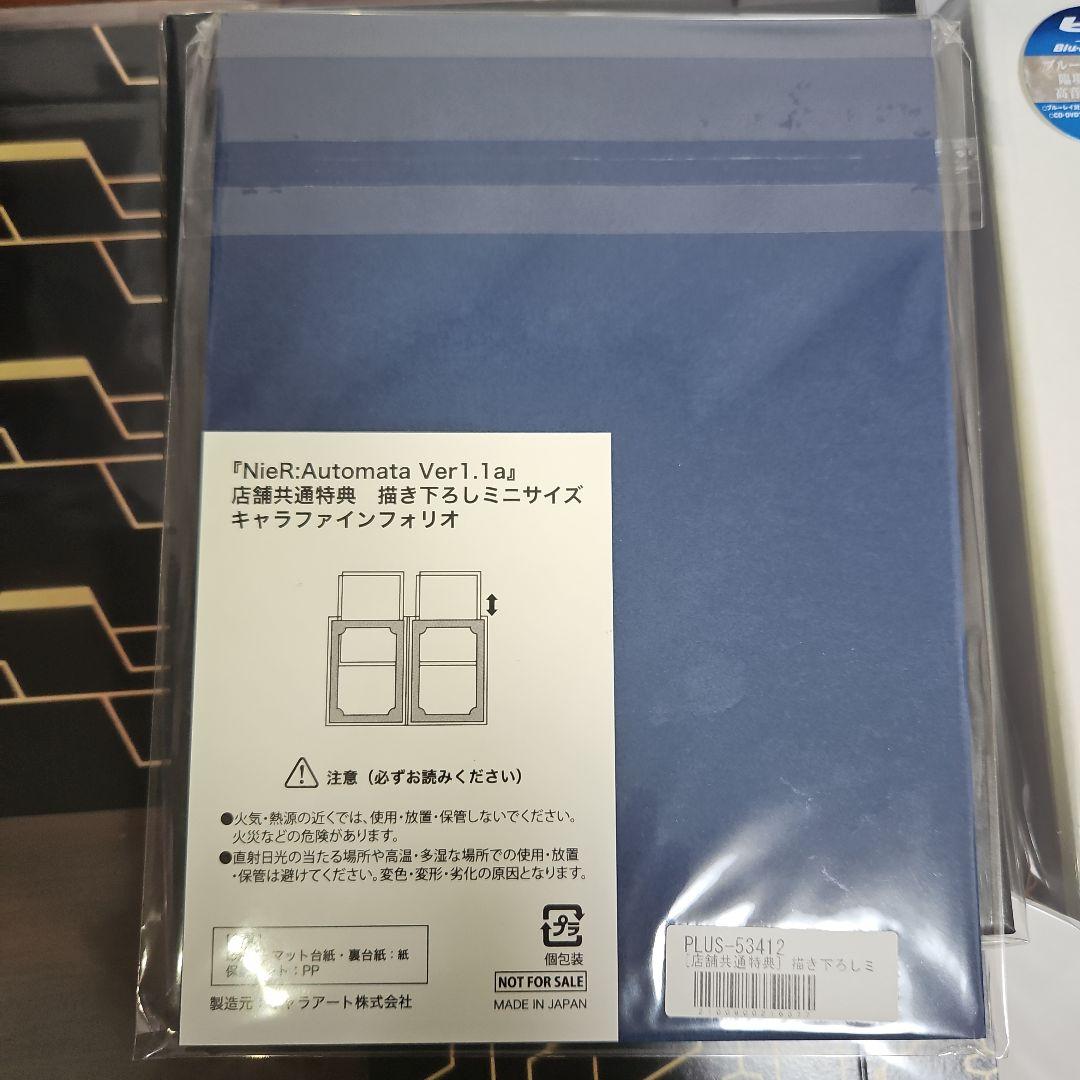 『NieR:Automata Ver1.1a』
店舗共通特典　描き下ろしミニサイズ
キャラファインフォリオ
注意（必ずお読みください）
●火気・熱源の近くでは、使用・放置・保管しないでください。
火災などの危険があります。
●直射日光の当たる場所や高温・多湿な場所での使用・放置
・保管は避けてください。変色・変形・劣化の原因となります。
マット台紙・裏台紙：紙
：PP
製造元
ャラアート株式会社
プラ
個包装
NOT FOR SALE
MADE IN JAPAN
PLUS-53412
[店舗共通特典] 描き下ろしミ
Blu-
ブルー